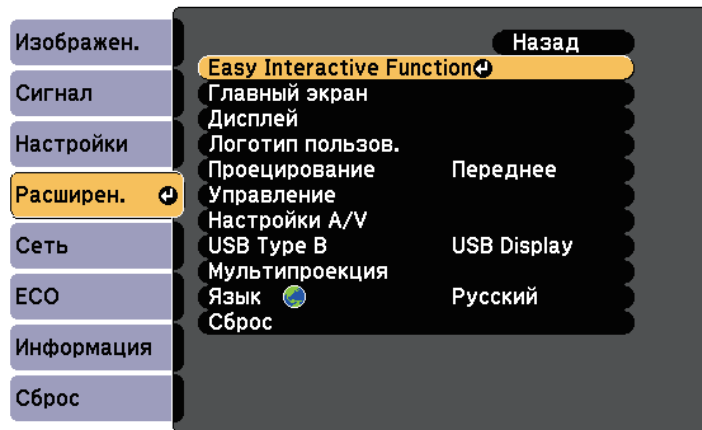 Изображен.
Сигнал
Настройки
Расширен.
Сеть
ECO
Информация
Сброс
Назад
Easy Interactive Function
Главный экран
Дисплей
Логотип пользов.
Проецирование Переднее
Управление
Настройки A/V
USB Type B USB Display
Мультипроекция
Язык Русский
Сброс